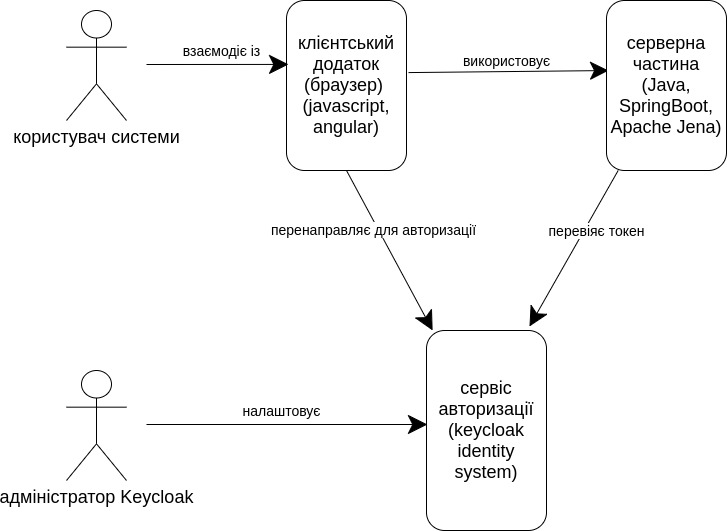 взаємодіє із
користувач системи
клієнтський
додаток
(браузер)
(javascript,
angular)
використовує
серверна
частина
(Java,
SpringBoot,
Apache Jena)
перенаправляє для авторизації
перевіяє токен
налаштовує
адміністратор Keycloak
сервіс
авторизації
(keycloak
identity
system)